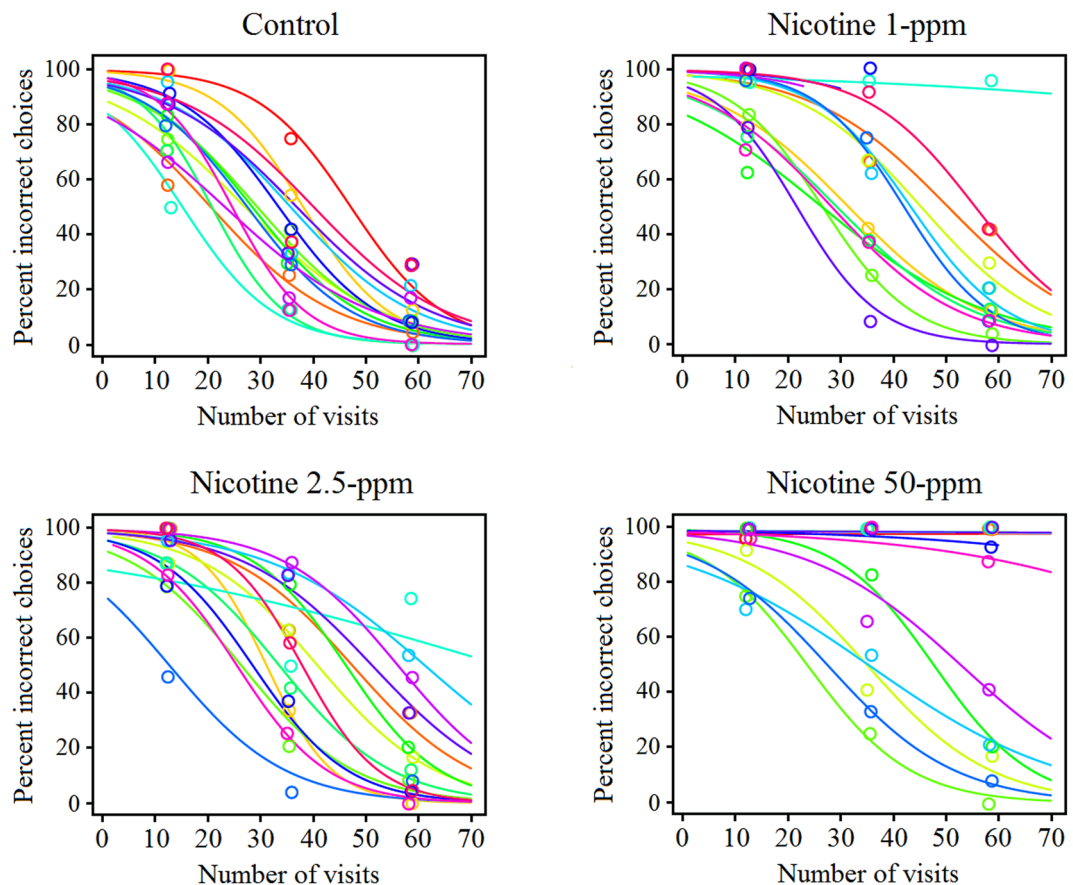 Control
Percent incorrect choices
100
80
60
40
20
0
0 10 20 30 40 50 60 70
Number of visits
Nicotine 1-ppm
Percent incorrect choices
100
80
60
40
20
0
0 10 20 30 40 50 60 70
Number of visits
Nicotine 2.5-ppm
Percent incorrect choices
100
80
60
40
20
0
0 10 20 30 40 50 60 70
Number of visits
Nicotine 50-ppm
Percent incorrect choices
100
80
60
40
20
0
0 10 20 30 40 50 60 70
Number of visits